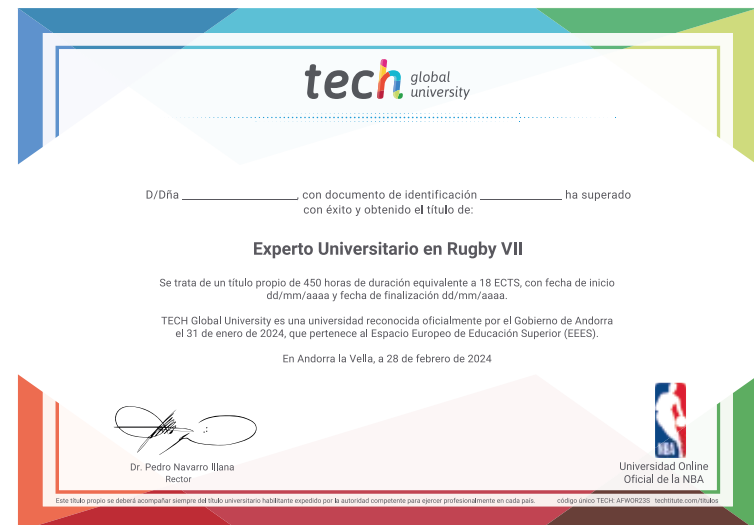 tech global university
D/Dña ______________, con documento de identificación ____________ ha superado
con éxito y obtenido el título de:
Experto Universitario en Rugby VII
Se trata de un título propio de 450 horas de duración equivalente a 18 ECTS, con fecha de inicio
dd/mm/aaaa y fecha de finalización dd/mm/aaaa.
TECH Global University es una universidad reconocida oficialmente por el Gobierno de Andorra
el 31 de enero de 2024, que pertenece al Espacio Europeo de Educación Superior (EEES).
En Andorra la Vella, a 28 de febrero de 2024
Dr. Pedro Navarro Illana
Rector
NBA
Universidad Online
Oficial de la NBA
Este título propio se deberá acompañar siempre del título universitario habilitante expedido por la autoridad competente para ejercer profesionalmente en cada país. código único TECH: AFWOR23S techtitute.com/titulos